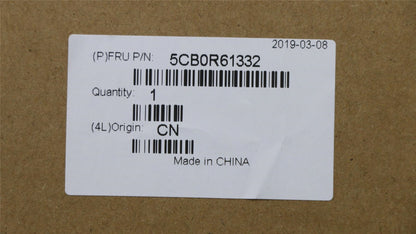 2019-03-08
(P)FRU P/N: 5CB0R61332
Quantity: 1
(4L)Origin: CN
Made in CHINA